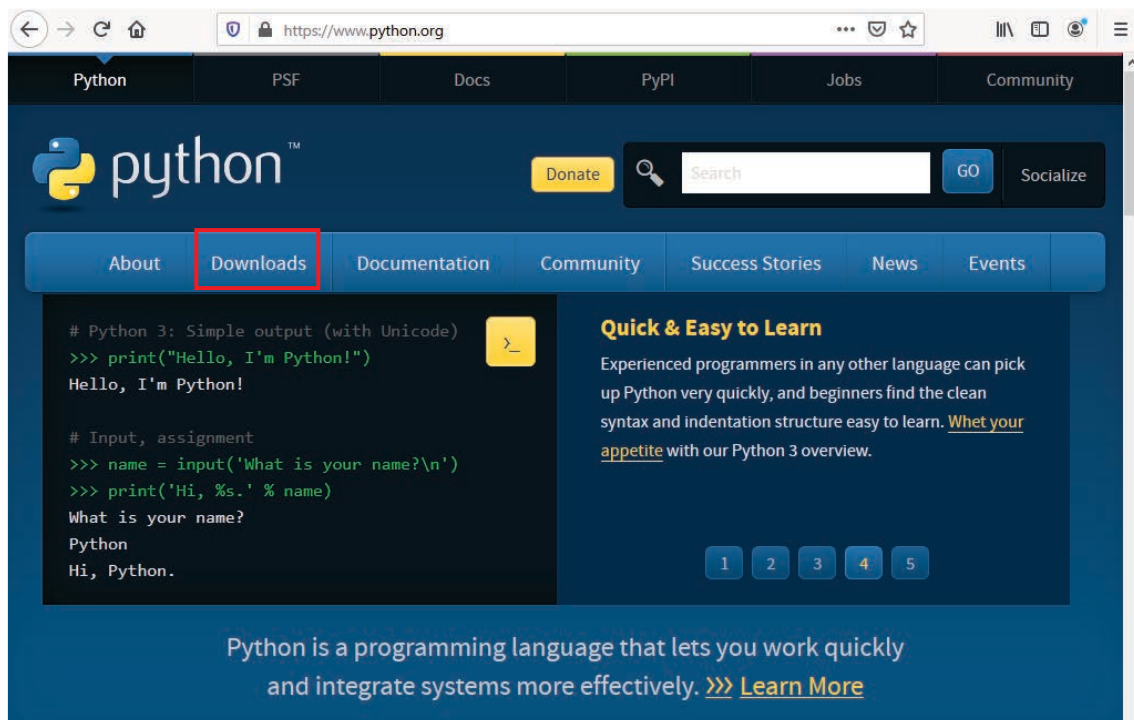 https://www.python.org
Python PSF Docs PyPI Jobs Community
python™
Donate Search GO Socialize
About Downloads Documentation Community Success Stories News Events
# Python 3: Simple output (with Unicode)
>>> print("Hello, I'm Python!")
Hello, I'm Python!
# Input, assignment
>>> name = input('What is your name?\n')
>>> print('Hi, %s.' % name)
What is your name?
Python
Hi, Python.
>_
Quick & Easy to Learn
Experienced programmers in any other language can pick
up Python very quickly, and beginners find the clean
syntax and indentation structure easy to learn. Whet your
appetite with our Python 3 overview.
1 2 3 4 5
Python is a programming language that lets you work quickly
and integrate systems more effectively. >>> Learn More